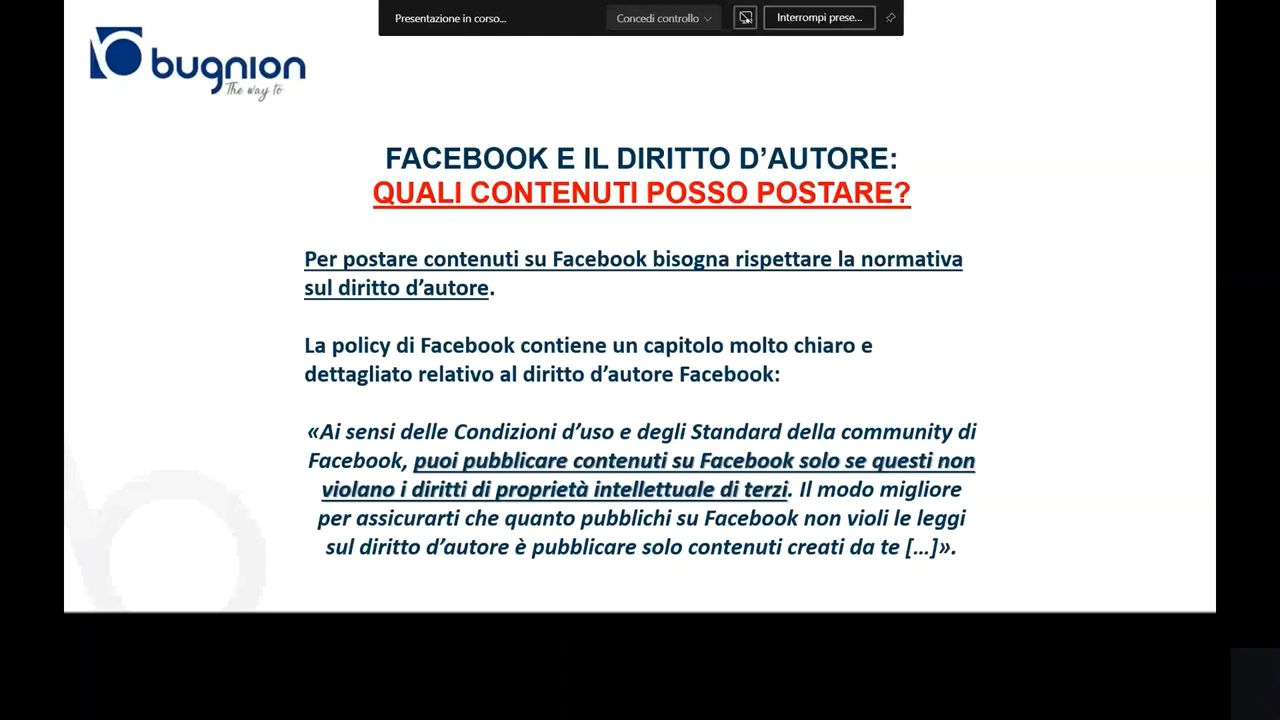 Presentazione in corso...
Concedi controllo
Interrompi prese...
bugnion
The way to
FACEBOOK E IL DIRITTO D’AUTORE:
QUALI CONTENUTI POSSO POSTARE?
Per postare contenuti su Facebook bisogna rispettare la normativa
sul diritto d’autore.
La policy di Facebook contiene un capitolo molto chiaro e
dettagliato relativo al diritto d’autore Facebook:
«Ai sensi delle Condizioni d’uso e degli Standard della community di
Facebook, puoi pubblicare contenuti su Facebook solo se questi non
violano i diritti di proprietà intellettuale di terzi. Il modo migliore
per assicurarti che quanto pubblichi su Facebook non violi le leggi
sul diritto d’autore è pubblicare solo contenuti creati da te […]».